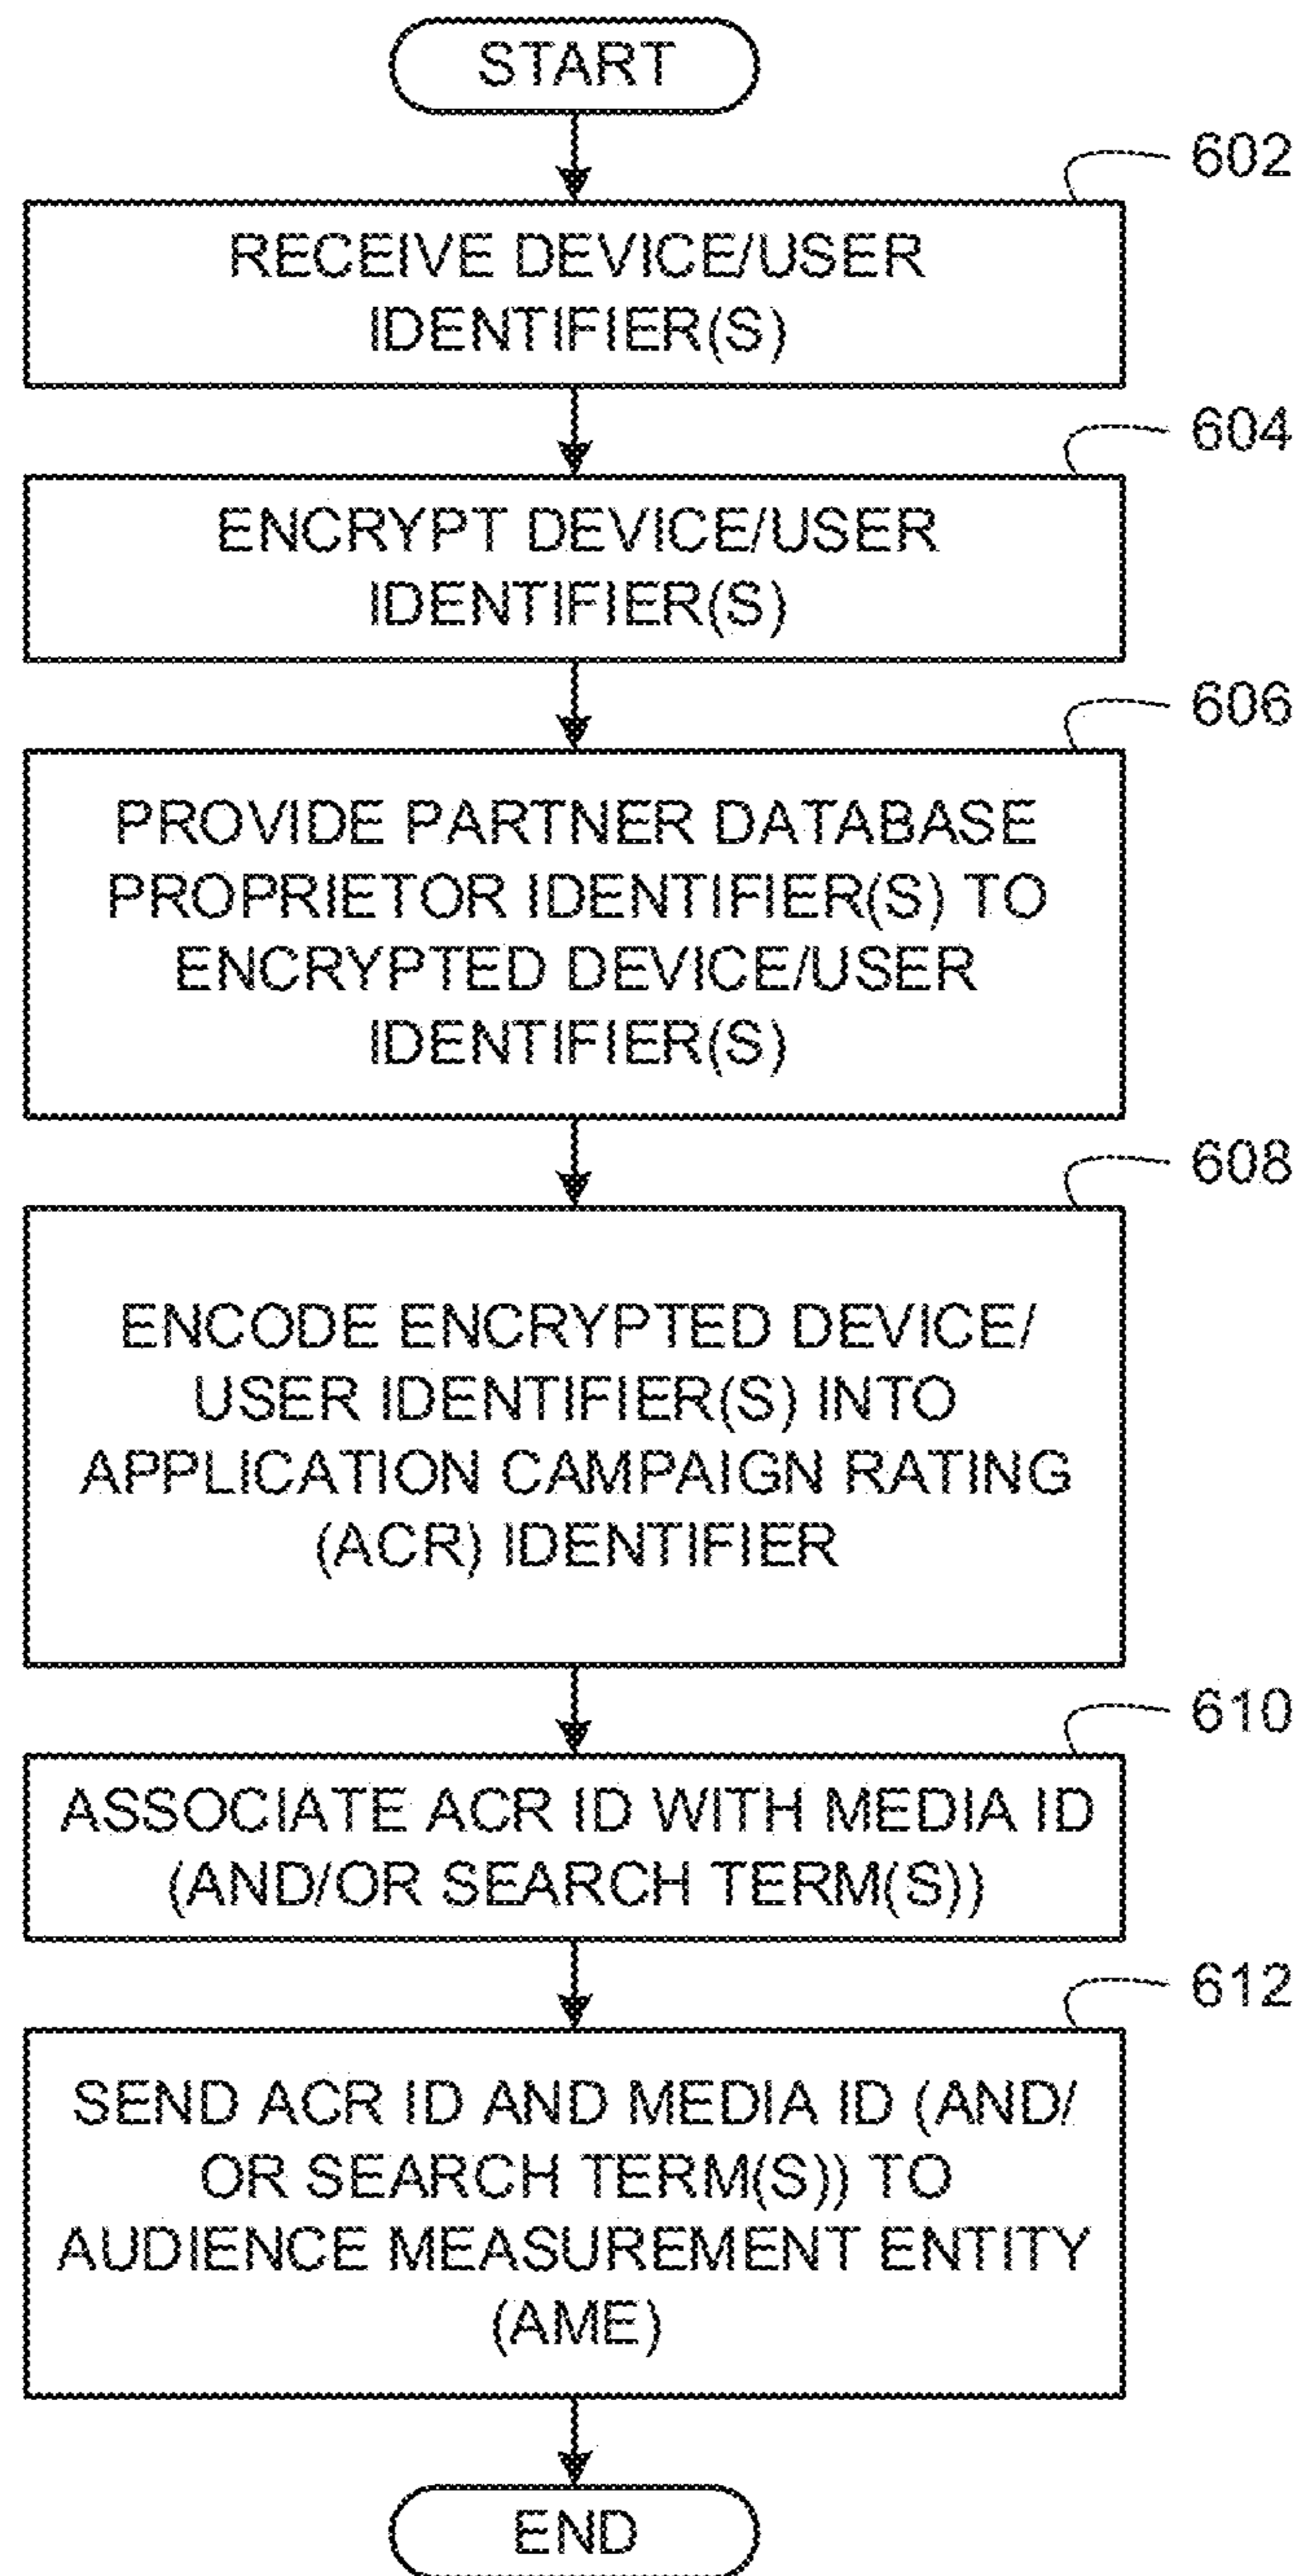 START
602
RECEIVE DEVICE/USER
IDENTIFIER(S)
604
ENCRYPT DEVICE/USER
IDENTIFIER(S)
606
PROVIDE PARTNER DATABASE
PROPRIETOR IDENTIFIER(S) TO
ENCRYPTED DEVICE/USER
IDENTIFIER(S)
608
ENCODE ENCRYPTED DEVICE/
USER IDENTIFIER(S) INTO
APPLICATION CAMPAIGN RATING
(ACR) IDENTIFIER
610
ASSOCIATE ACR ID WITH MEDIA ID
(AND/OR SEARCH TERM(S))
612
SEND ACR ID AND MEDIA ID (AND/
OR SEARCH TERM(S)) TO
AUDIENCE MEASUREMENT ENTITY
(AME)
END